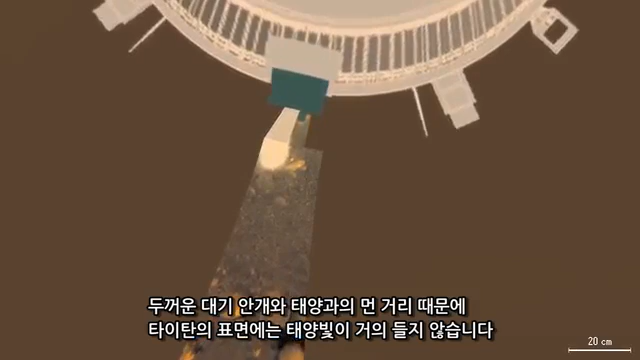 두꺼운 대기 안개와 태양과의 먼 거리 때문에
타이탄의 표면에는 태양빛이 거의 들지 않습니다
20 cm